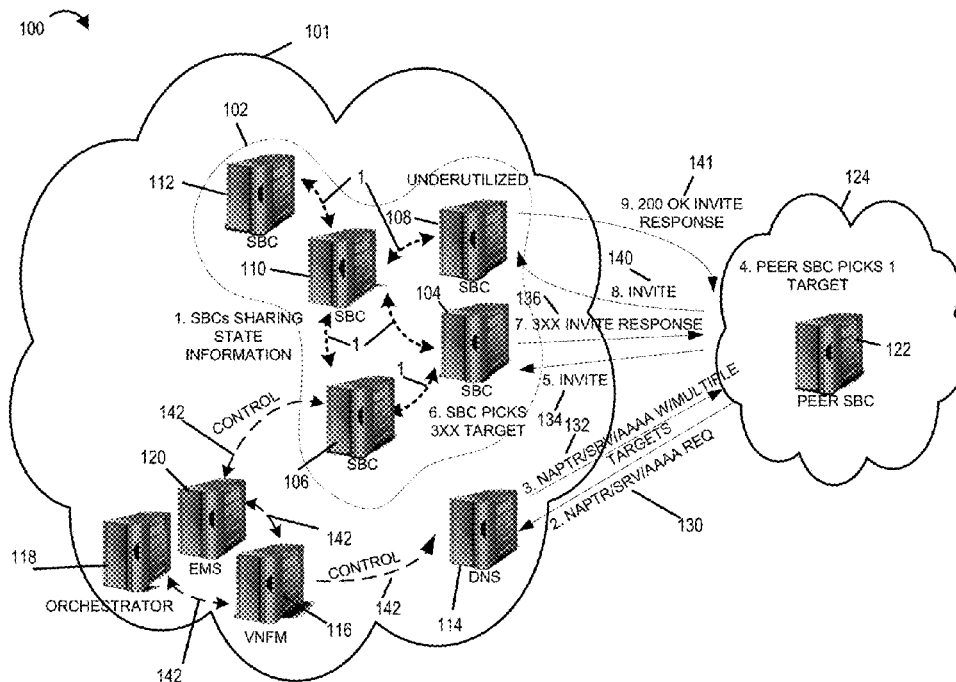 100
101
102
112
SBC
1
UNDERUTILIZED
108
SBC
110
SBC
104
SBC
1. SBCs SHARING
STATE
INFORMATION
1
1
1
6. SBC PICKS
3XX TARGET
106
SBC
142
CONTROL
120
EMS
118
ORCHESTRATOR
142
142
VNFM
116
CONTROL
142
114
DNS
141
9. 200 OK INVITE
RESPONSE
140
8. INVITE
136
7. 3XX INVITE RESPONSE
5. INVITE
134
132
3. NAPTR/SRV/AAAA W/MULTIPLE
TARGETS
2. NAPTR/SRV/AAAA REQ
130
124
4. PEER SBC PICKS 1
TARGET
122
PEER SBC